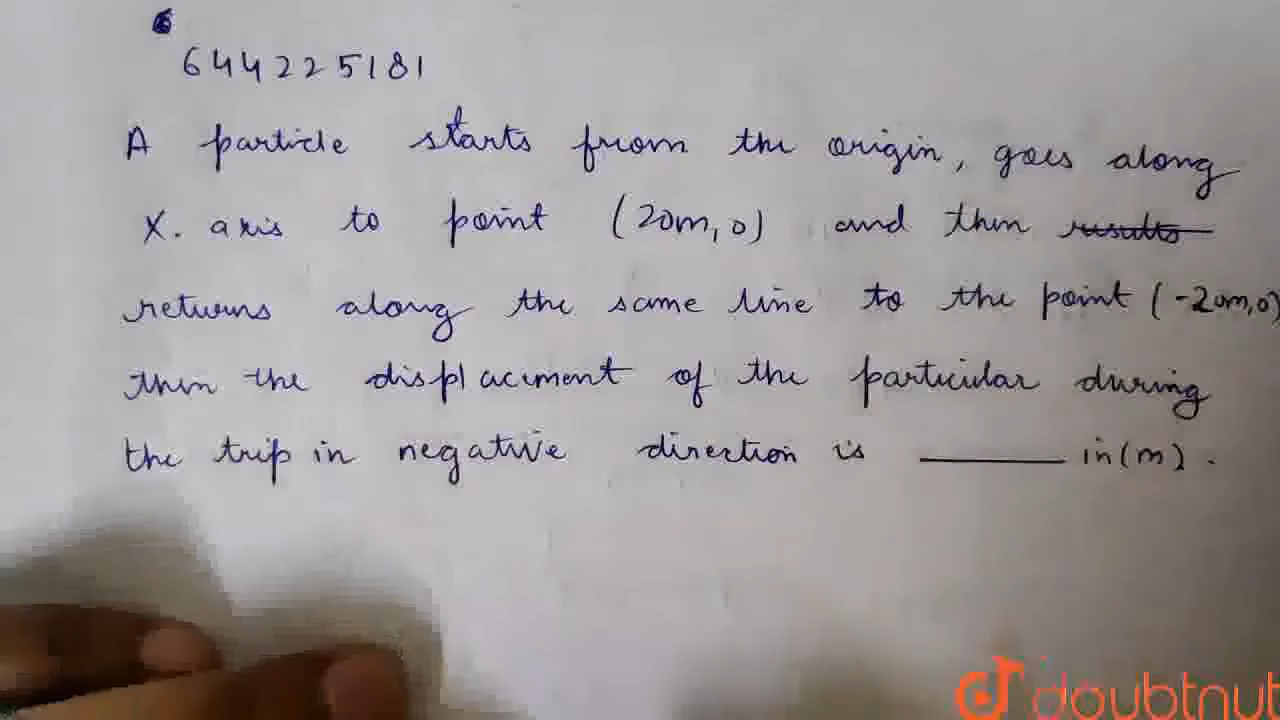 644225181
A particle starts from the origin, goes along
X. axis to point (20m,0) and then results
returns along the same line to the point (-20m,0)
then the displacement of the particular during
the trip in negative direction is ______ in (m).
doubtnut